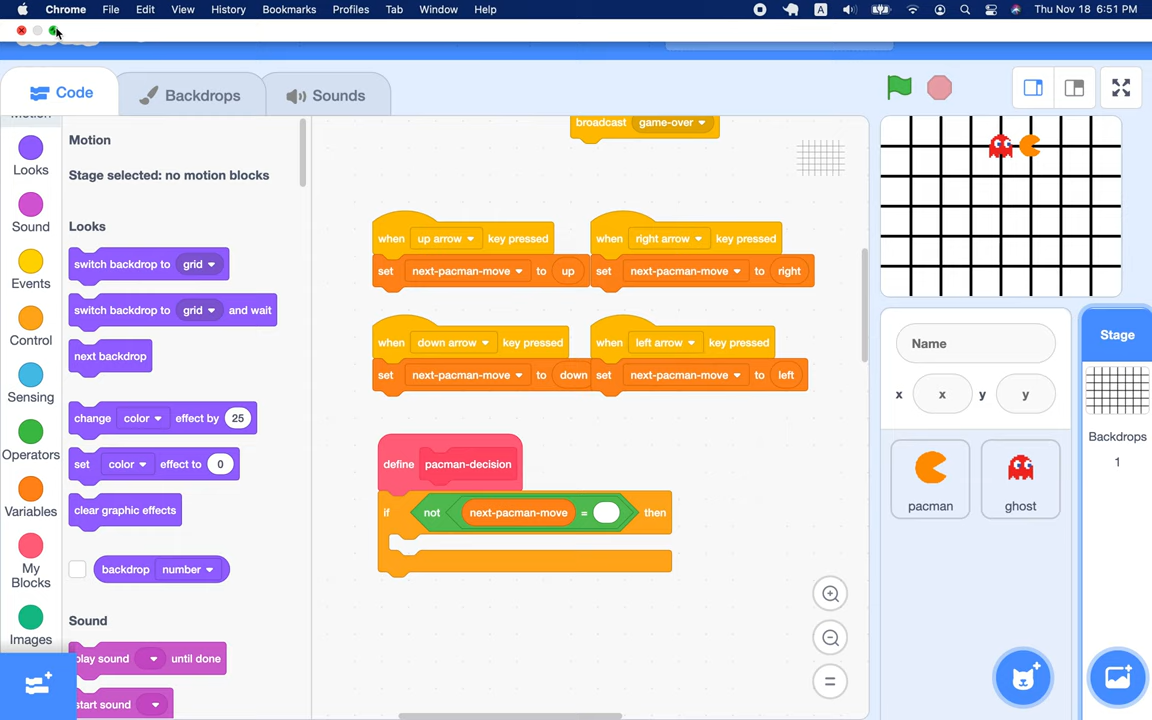 Chrome File Edit View History Bookmarks Profiles Tab Window Help A Thu Nov 18 6:51 PM
Code Backdrops Sounds
Motion
Looks
Sound
Events
Control
Sensing
Operators
Variables
My
Blocks
Images
Motion
Stage selected: no motion blocks
Looks
switch backdrop to grid
switch backdrop to grid and wait
next backdrop
change color effect by 25
set color effect to 0
clear graphic effects
backdrop number
Sound
play sound until done
start sound
broadcast game-over
when up arrow key pressed
set next-pacman-move to up
when right arrow key pressed
set next-pacman-move to right
when down arrow key pressed
set next-pacman-move to down
when left arrow key pressed
set next-pacman-move to left
define pacman-decision
if not next-pacman-move = then
Name
x x y y
pacman
ghost
Stage
Backdrops
1